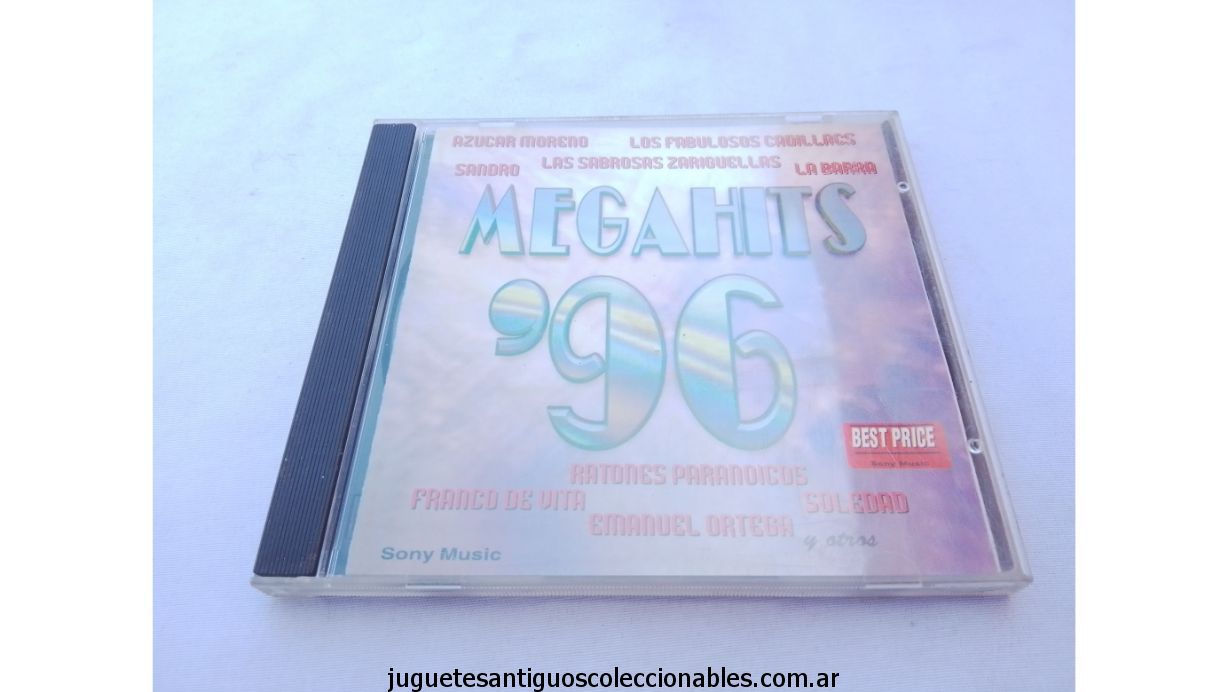 AZUCAR MORENO LOS FABULOSOS CADILLACS
SANDRO LAS SABROSAS ZARIGUELLAS LA BARRA
MEGAHITS
'96
BEST PRICE
Sony Music
RATONES PARANOICOS
FRANCO DE VITA SOLEDAD
EMANUEL ORTEGA y otros
Sony Music
juguetesantiguoscoleccionables.com.ar